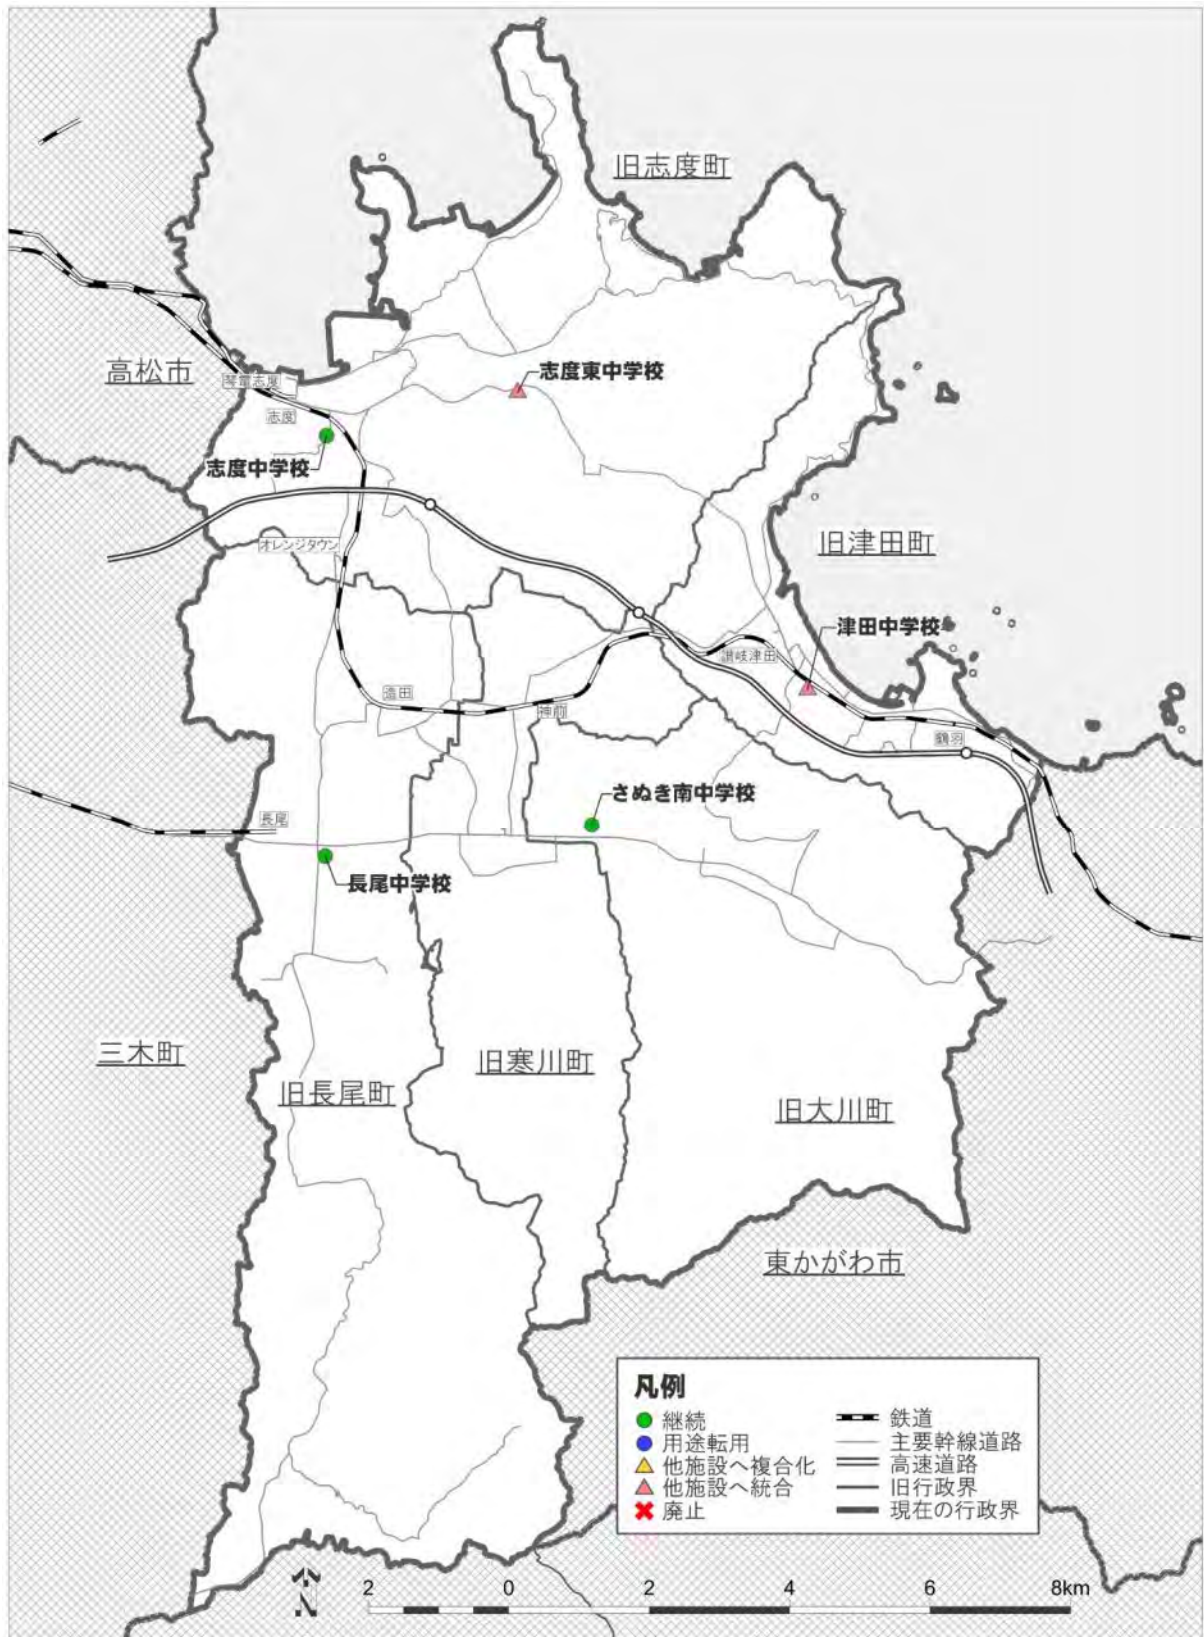 旧志度町
高松市
琴電志度
志度東中学校
志度
志度中学校
オレンジタウン
旧津田町
津田中学校
讃岐津田
造田
神前
鶴羽
さぬき南中学校
長尾
長尾中学校
三木町
旧寒川町
旧長尾町
旧大川町
東かがわ市
凡例
継続
用途転用
他施設へ複合化
他施設へ統合
廃止
鉄道
主要幹線道路
高速道路
旧行政界
現在の行政界
N
2 0 2 4 6 8km